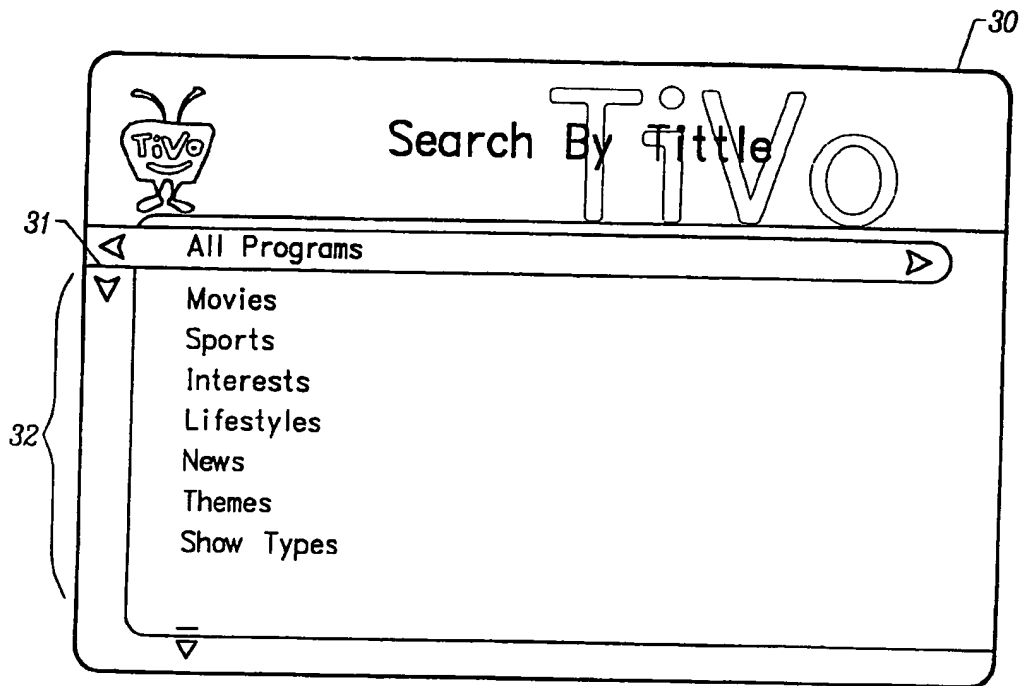 30
TiVo
TiVo
Search By Tittle
31
All Programs
Movies
Sports
Interests
Lifestyles
32
News
Themes
Show Types